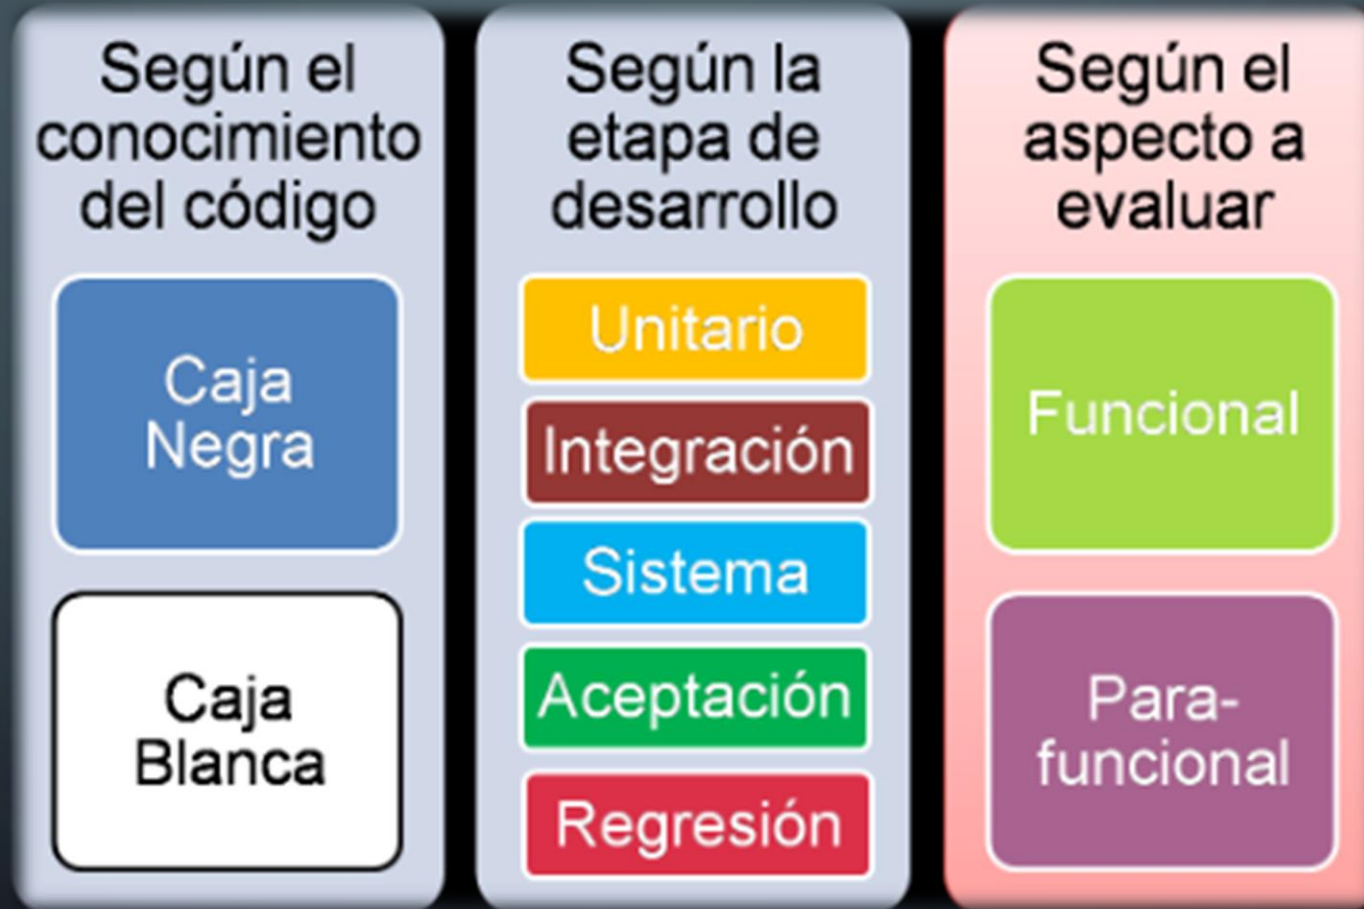 Según el
conocimiento
del código
Caja
Negra
Caja
Blanca
Según la
etapa de
desarrollo
Unitario
Integración
Sistema
Aceptación
Regresión
Según el
aspecto a
evaluar
Funcional
Para-
funcional